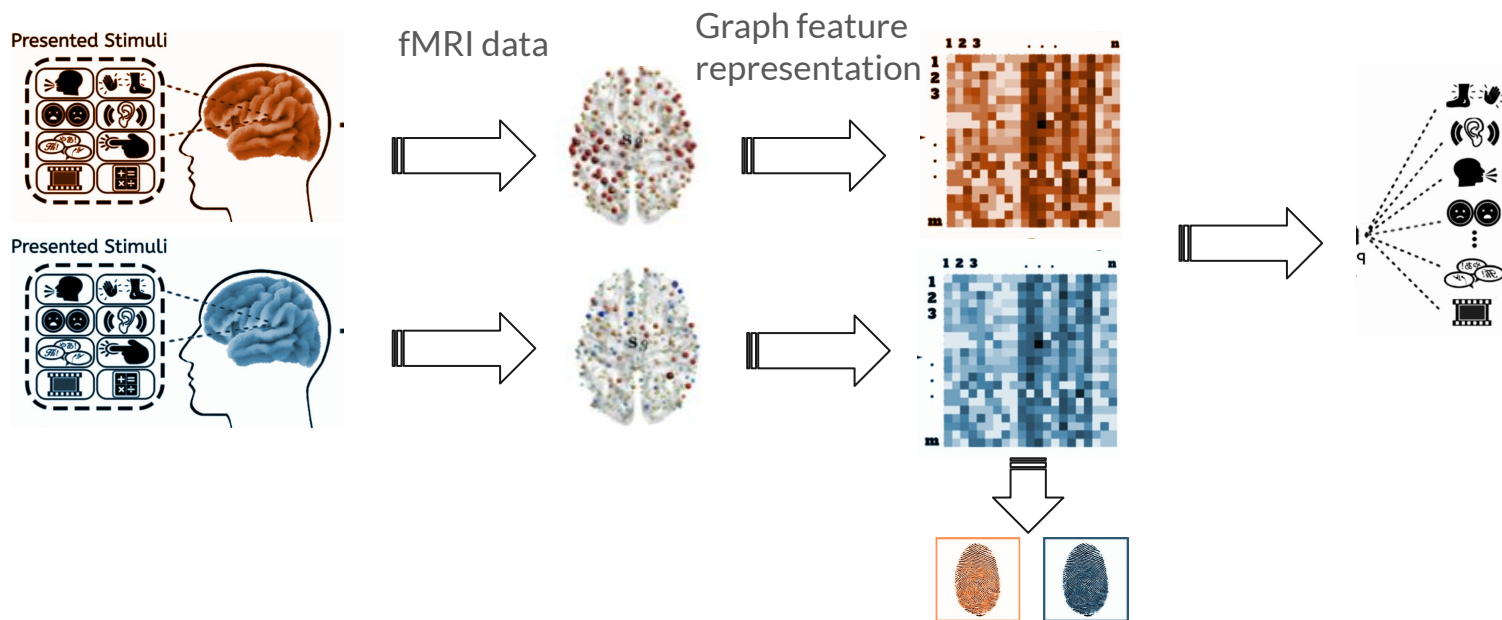 Presented Stimuli
fMRI data
Graph feature
representation
1 2 3 . . . n
1
2
3
.
.
.
m
Presented Stimuli
1 2 3 . . . n
1
2
3
.
.
.
m